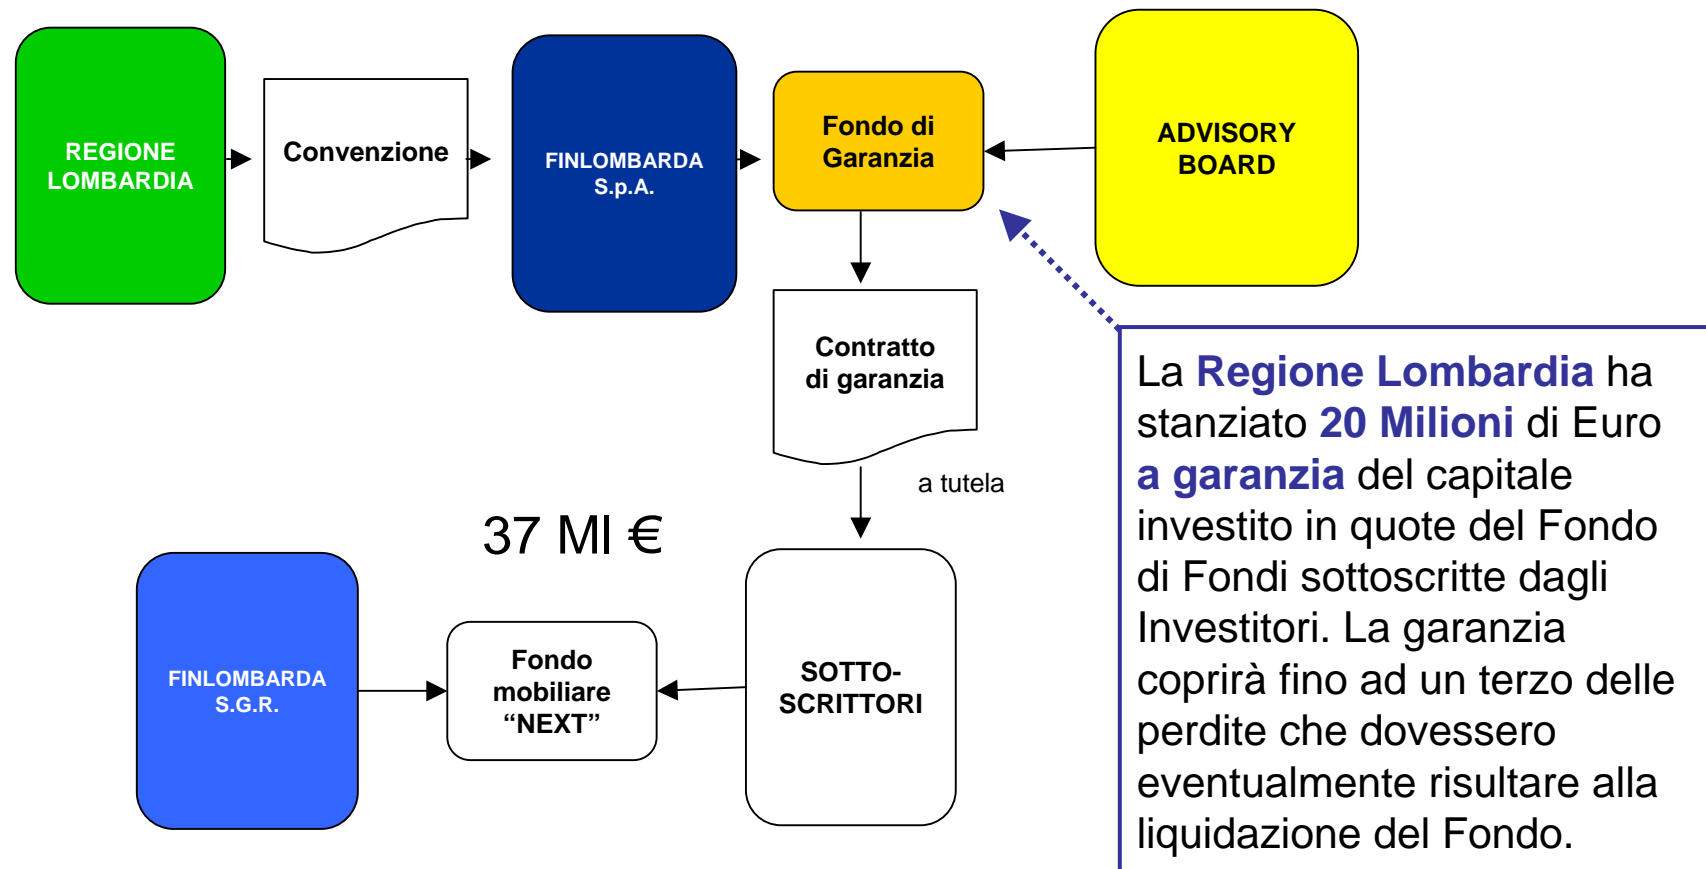 REGIONE
LOMBARDIA
Convenzione
FINLOMBARDA
S.p.A.
Fondo di
Garanzia
ADVISORY
BOARD
Contratto
di garanzia
a tutela
37 Ml €
FINLOMBARDA
S.G.R.
Fondo
mobiliare
“NEXT”
SOTTO-
SCRITTORI
La Regione Lombardia ha
stanziato 20 Milioni di Euro
a garanzia del capitale
investito in quote del Fondo
di Fondi sottoscritte dagli
Investitori. La garanzia
coprirà fino ad un terzo delle
perdite che dovessero
eventualmente risultare alla
liquidazione del Fondo.